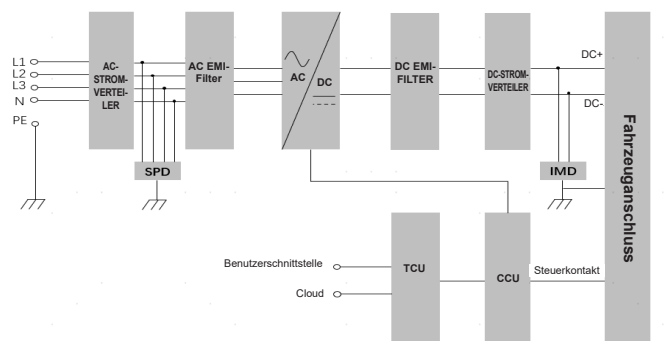 L1
L2
L3
N
PE
AC-
STROM-
VERTEI-
LER
AC EMI-
Filter
AC
DC
DC EMI-
FILTER
DC-STROM-
VERTEILER
DC+
DC-
SPD
IMD
Fahrzeuganschluss
Benutzerschnittstelle
Cloud
TCU
CCU
Steuerkontakt